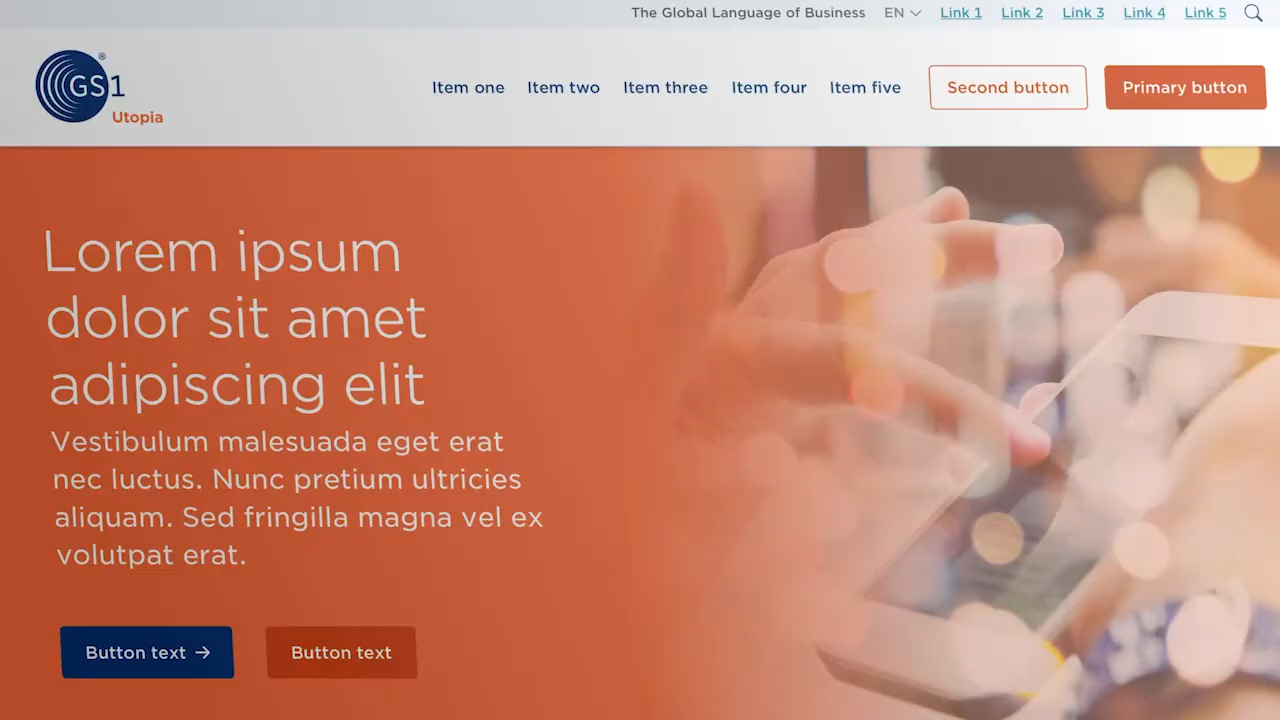 The Global Language of Business EN Link 1 Link 2 Link 3 Link 4 Link 5
GS1 ®
Utopia
Item one Item two Item three Item four Item five Second button Primary button
Lorem ipsum
dolor sit amet
adipiscing elit
Vestibulum malesuada eget erat
nec luctus. Nunc pretium ultricies
aliquam. Sed fringilla magna vel ex
volutpat erat.
Button text → Button text